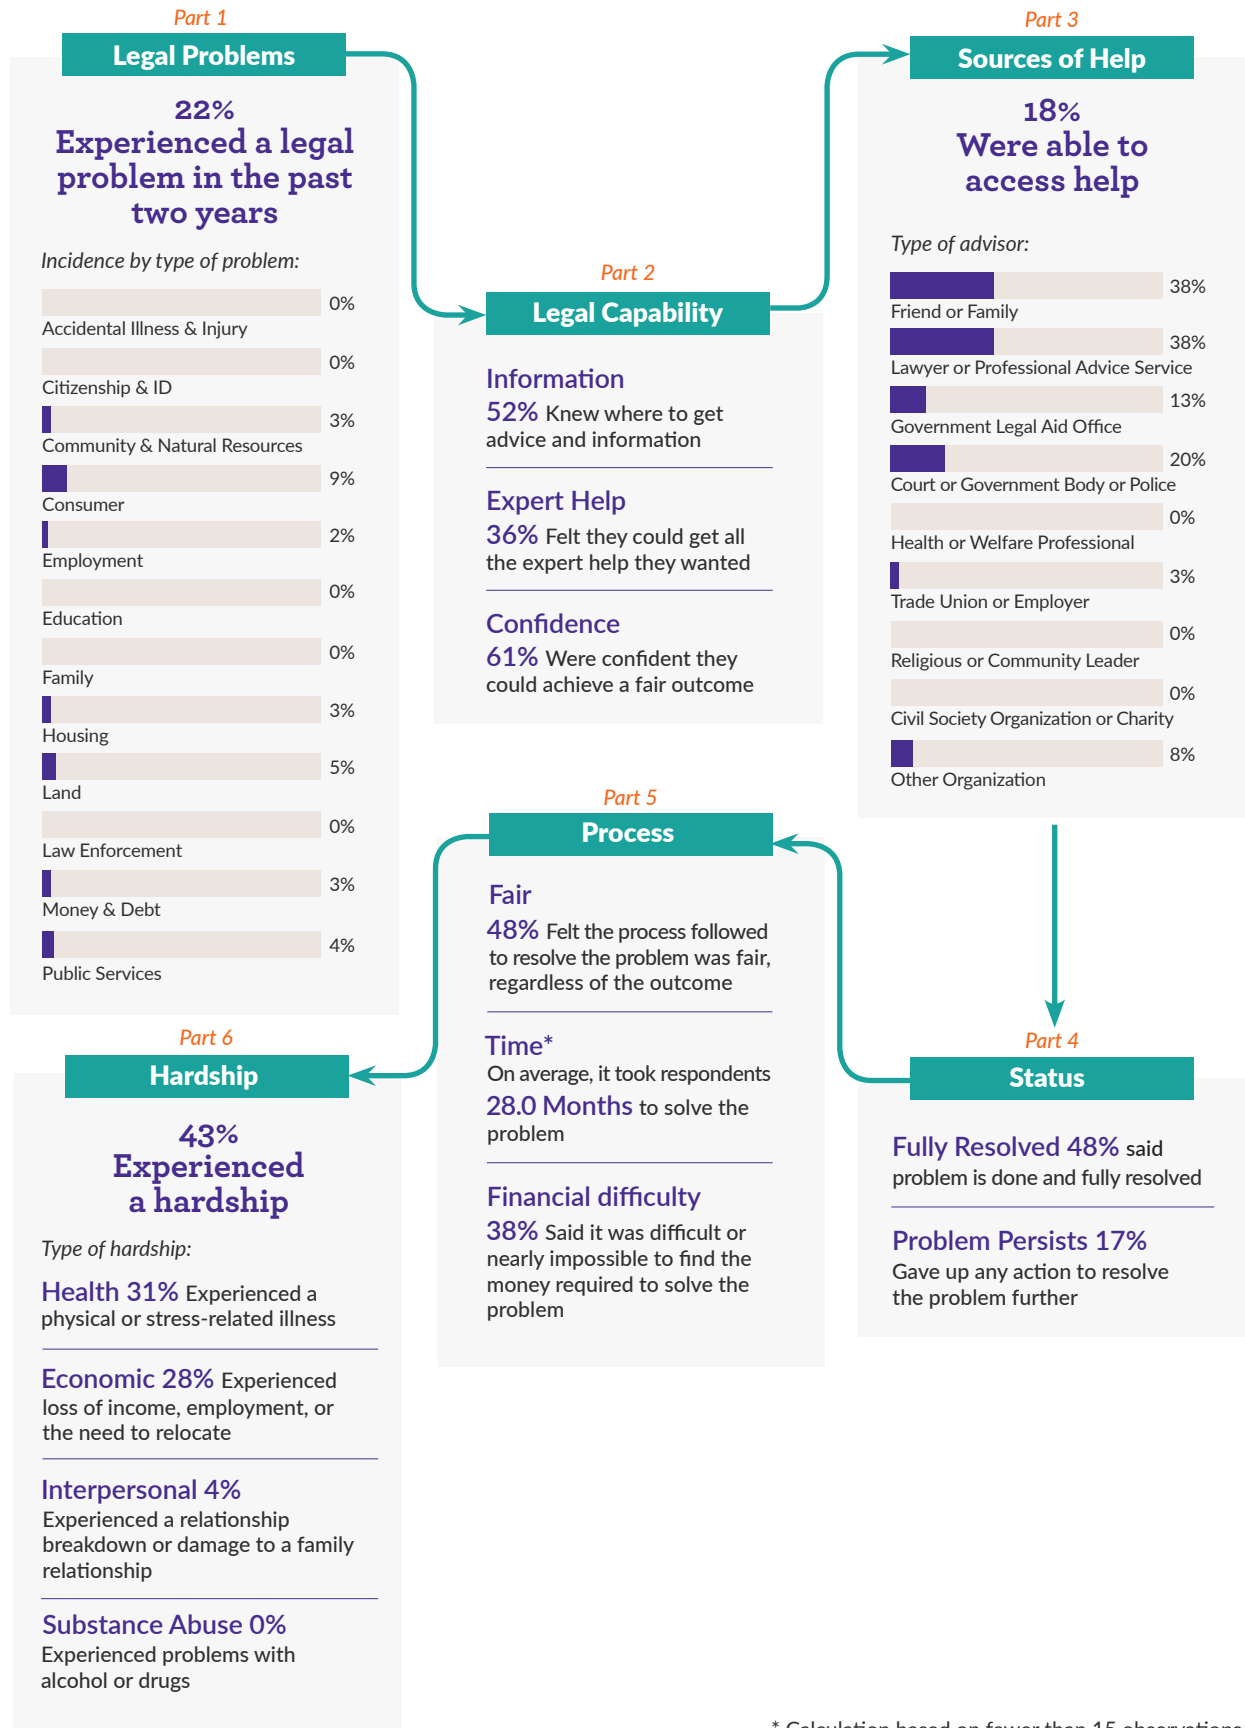 Part 1
Legal Problems
22%
Experienced a legal
problem in the past
two years
Incidence by type of problem:
0%
Accidental Illness & Injury
0%
Citizenship & ID
3%
Community & Natural Resources
9%
Consumer
2%
Employment
0%
Education
0%
Family
3%
Housing
5%
Land
0%
Law Enforcement
3%
Money & Debt
4%
Public Services
Part 2
Legal Capability
Information
52% Knew where to get
advice and information
Expert Help
36% Felt they could get all
the expert help they wanted
Confidence
61% Were confident they
could achieve a fair outcome
Part 3
Sources of Help
18%
Were able to
access help
Type of advisor:
38%
Friend or Family
38%
Lawyer or Professional Advice Service
13%
Government Legal Aid Office
20%
Court or Government Body or Police
0%
Health or Welfare Professional
3%
Trade Union or Employer
0%
Religious or Community Leader
0%
Civil Society Organization or Charity
8%
Other Organization
Part 4
Status
Fully Resolved 48% said
problem is done and fully resolved
Problem Persists 17%
Gave up any action to resolve
the problem further
Part 5
Process
Fair
48% Felt the process followed
to resolve the problem was fair,
regardless of the outcome
Time*
On average, it took respondents
28.0 Months to solve the
problem
Financial difficulty
38% Said it was difficult or
nearly impossible to find the
money required to solve the
problem
Part 6
Hardship
43%
Experienced
a hardship
Type of hardship:
Health 31% Experienced a
physical or stress-related illness
Economic 28% Experienced
loss of income, employment, or
the need to relocate
Interpersonal 4%
Experienced a relationship
breakdown or damage to a family
relationship
Substance Abuse 0%
Experienced problems with
alcohol or drugs
* Calculation based on fewer than 15 observations